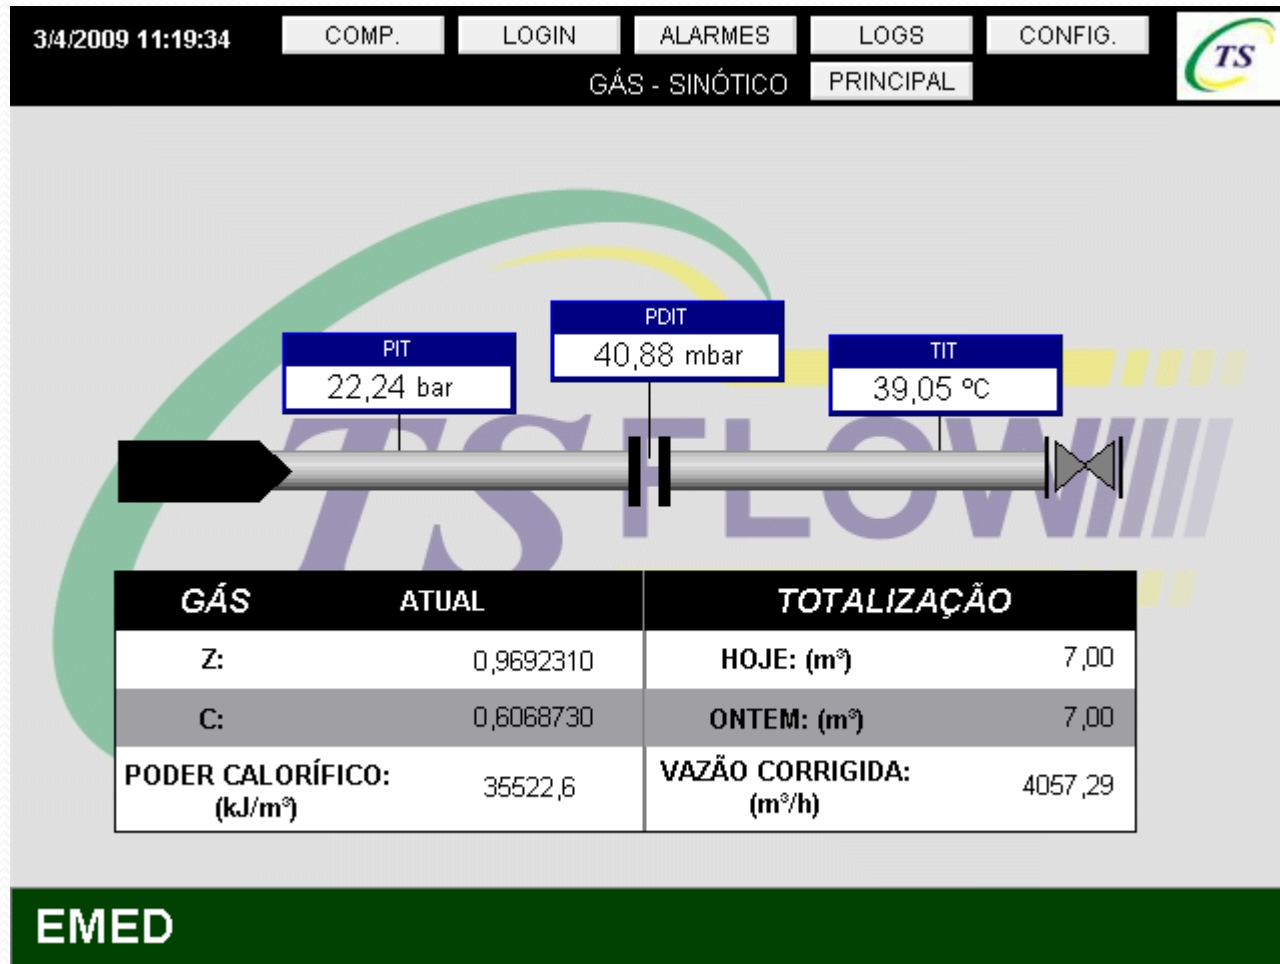 3/4/2009 11:19:34 COMP. LOGIN ALARMES LOGS CONFIG.
TS
GÁS - SINÓTICO PRINCIPAL
PDIT
40,88 mbar
PIT
22,24 bar
TIT
39,05 ºC
TS FLOW
GÁS ATUAL TOTALIZAÇÃO
Z: 0,9692310 HOJE: (m³) 7,00
C: 0,6068730 ONTEM: (m³) 7,00
PODER CALORÍFICO: 35522,6 VAZÃO CORRIGIDA: 4057,29
(kJ/m³) (m³/h)
EMED